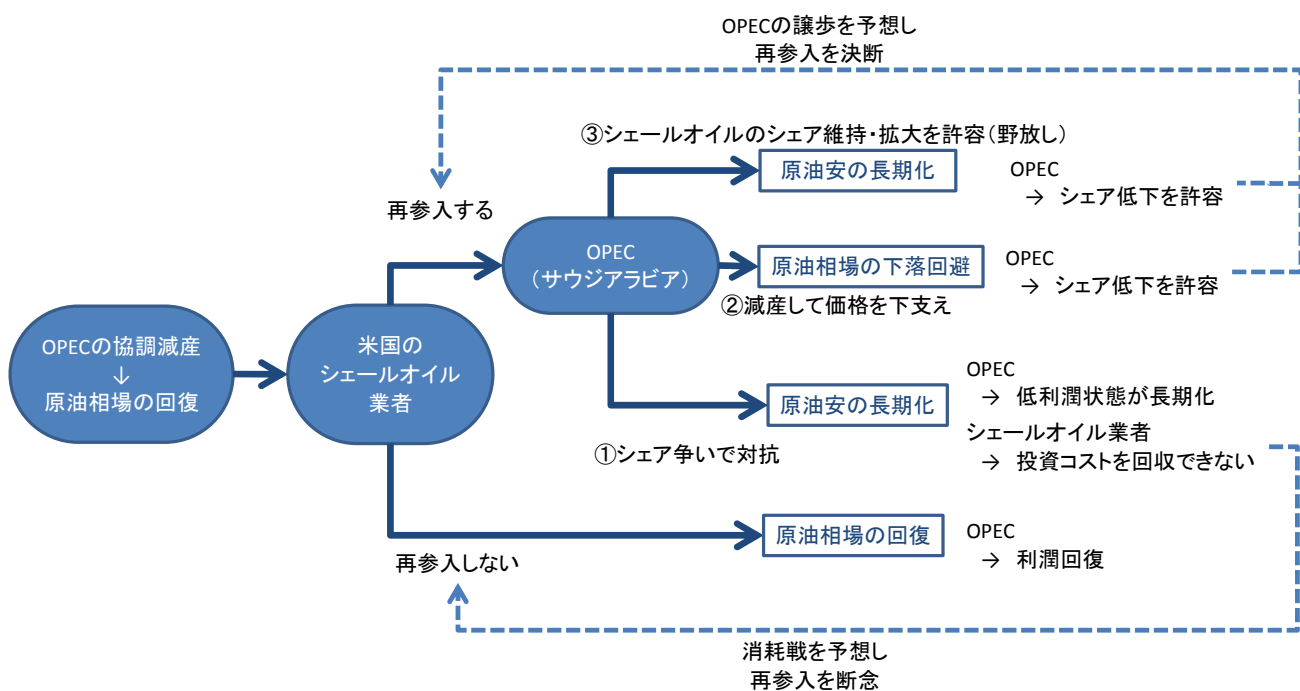 OPECの譲歩を予想し
再参入を決断
③シェールオイルのシェア維持・拡大を許容(野放し)
原油安の長期化
OPEC
→ シェア低下を許容
再参入する
OPEC
(サウジアラビア)
原油相場の下落回避
OPEC
→ シェア低下を許容
②減産して価格を下支え
OPECの協調減産
↓
原油相場の回復
米国の
シェールオイル
業者
原油安の長期化
OPEC
→ 低利潤状態が長期化
シェールオイル業者
→ 投資コストを回収できない
①シェア争いで対抗
原油相場の回復
OPEC
→ 利潤回復
再参入しない
消耗戦を予想し
再参入を断念